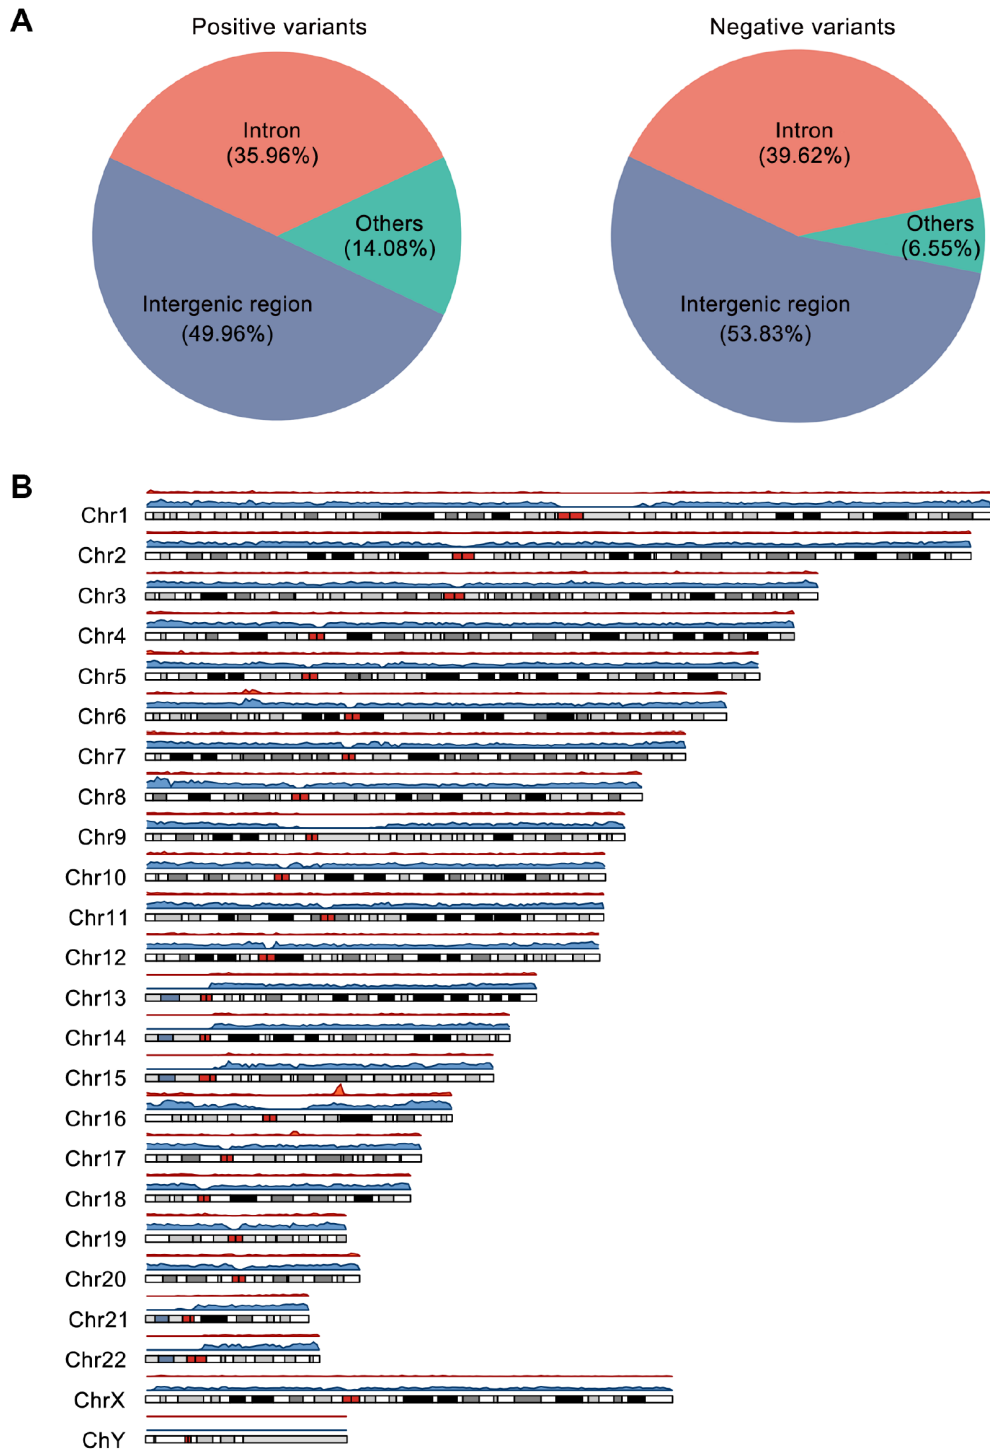 A
Positive variants
Negative variants
Intron
(35.96%)
Others
(14.08%)
Intergenic region
(49.96%)
Intron
(39.62%)
Others
(6.55%)
Intergenic region
(53.83%)
B
Chr1
Chr2
Chr3
Chr4
Chr5
Chr6
Chr7
Chr8
Chr9
Chr10
Chr11
Chr12
Chr13
Chr14
Chr15
Chr16
Chr17
Chr18
Chr19
Chr20
Chr21
Chr22
ChrX
ChY